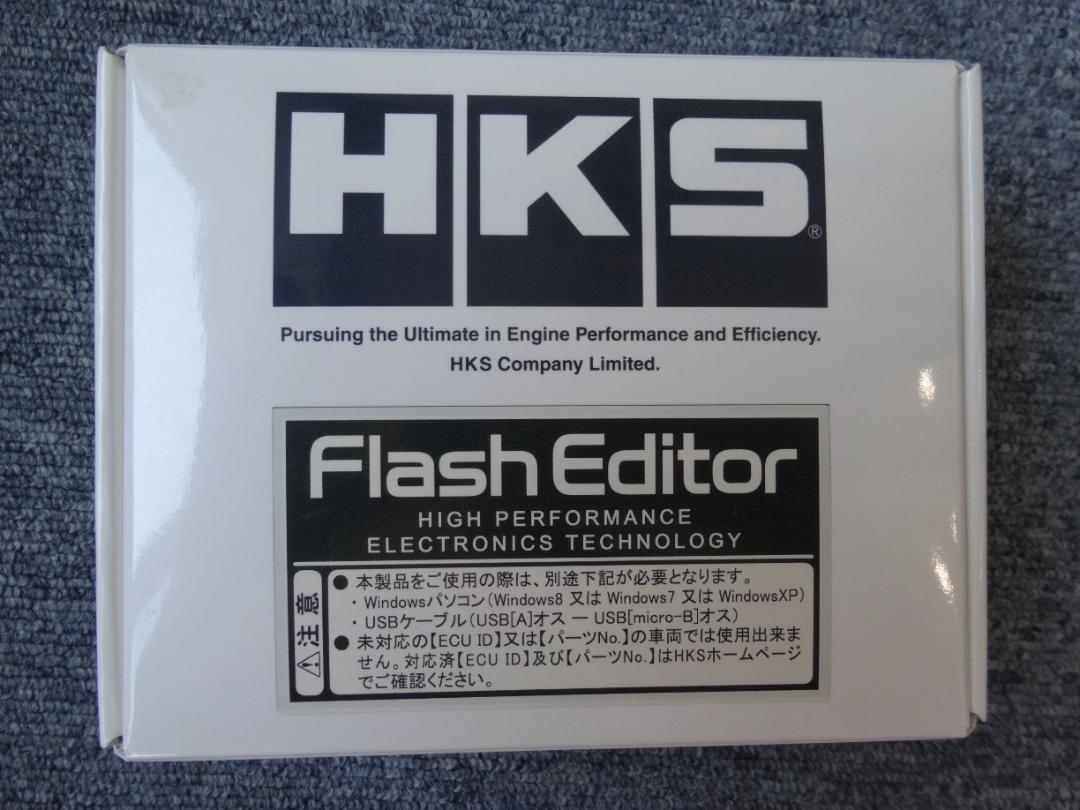 HKS®
Pursuing the Ultimate in Engine Performance and Efficiency.
HKS Company Limited.
Flash Editor
HIGH PERFORMANCE
ELECTRONICS TECHNOLOGY
⚠注意
● 本製品をご使用の際は、別途下記が必要となります。
・Windowsパソコン(Windows8 又は Windows7 又は WindowsXP)
・USBケーブル(USB[A]オス ー USB[micro-B]オス)
● 未対応の【ECU ID】又は【パーツNo.】の車両では使用出来ま
せん。対応済【ECU ID】及び【パーツNo.】はHKSホームページ
でご確認ください。